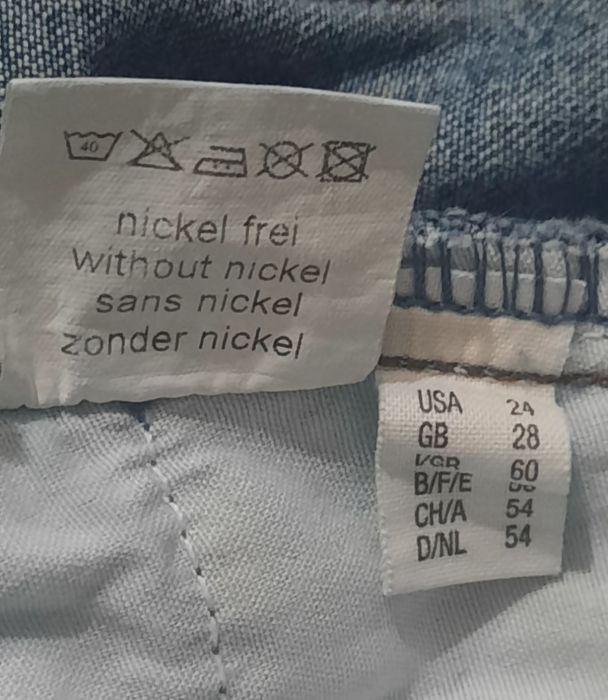 40
nickel frei
without nickel
sans nickel
zonder nickel
USA 24
GB 28
B/F/E 60
CH/A 54
D/NL 54